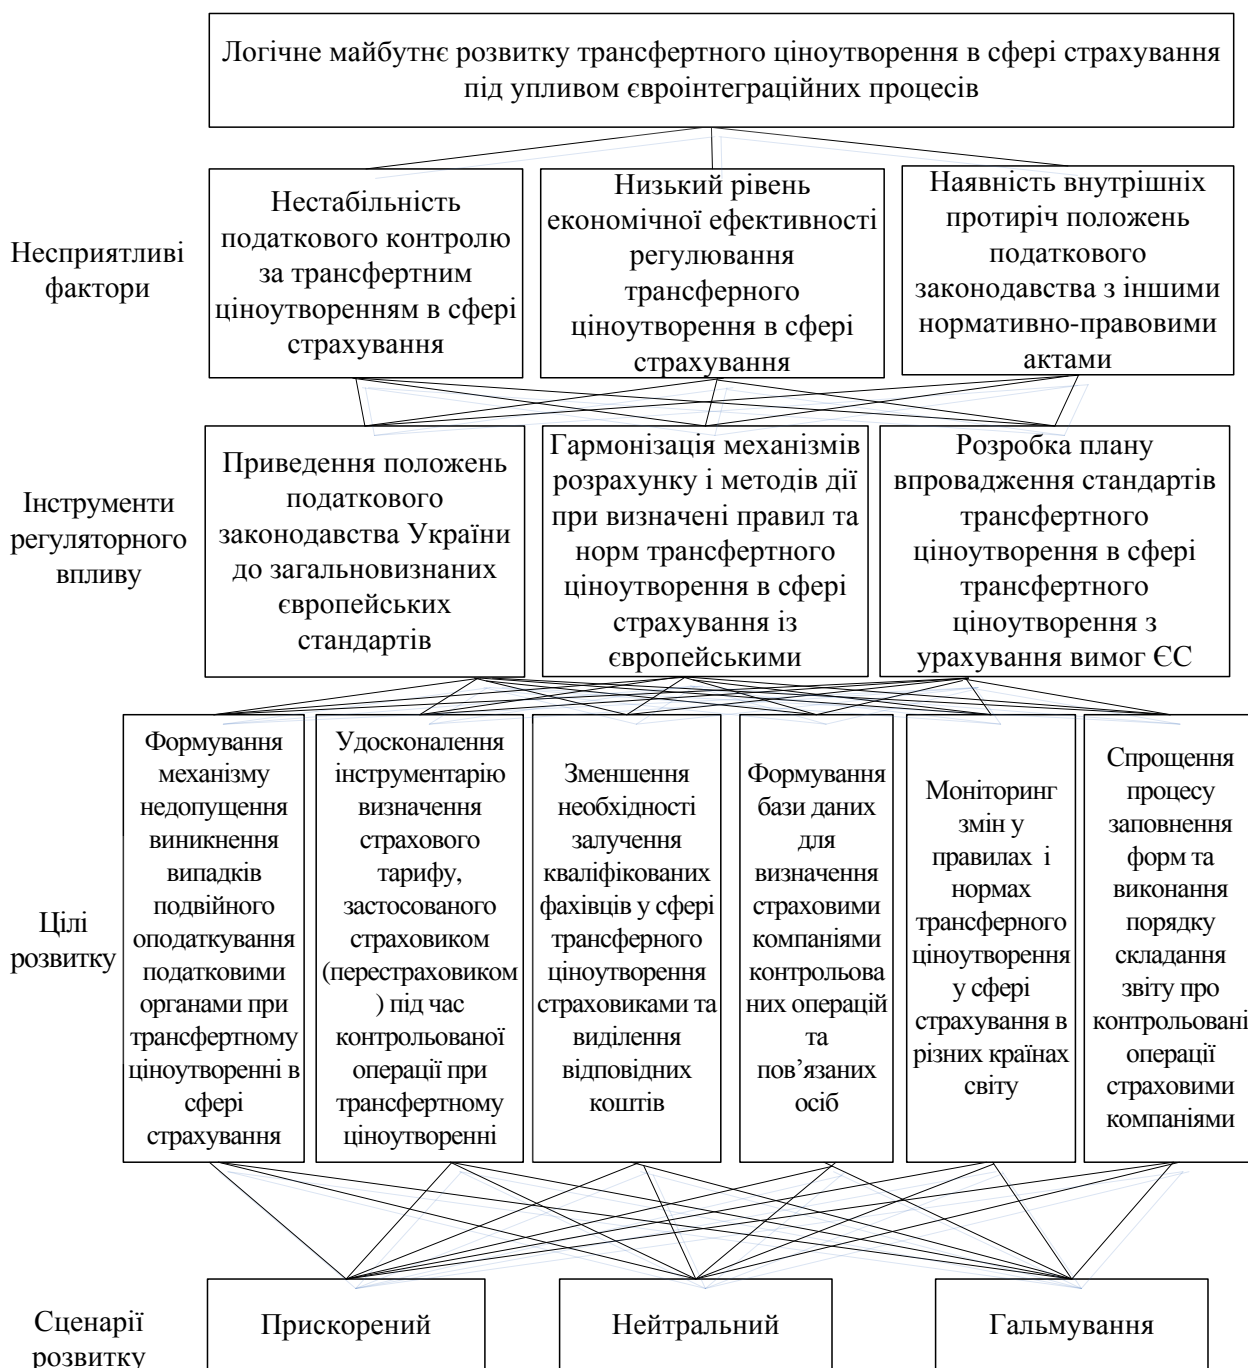 Логічне майбутнє розвитку трансфертного ціноутворення в сфері страхування
під упливом євроінтеграційних процесів
Несприятливі
фактори
Нестабільність
податкового контролю
за трансфертним
ціноутворенням в сфері
страхування
Низький рівень
економічної ефективності
регулювання
трансферного
ціноутворення в сфері
страхування
Наявність внутрішніх
протиріч положень
податкового
законодавства з іншими
нормативно-правовими
актами
Інструменти
регуляторного
впливу
Приведення положень
податкового
законодавства України
до загальновизнаних
європейських
стандартів
Гармонізація механізмів
розрахунку і методів дії
при визначені правил та
норм трансфертного
ціноутворення в сфері
страхування із
європейськими
Розробка плану
впровадження стандартів
трансфертного
ціноутворення в сфері
трансфертного
ціноутворення з
урахування вимог ЄС
Цілі
розвитку
Формування
механізму
недопущення
виникнення
випадків
подвійного
оподаткування
податковими
органами при
трансфертному
ціноутворенні в
сфері
страхування
Удосконалення
інструментарію
визначення
страхового
тарифу,
застосованого
страховиком
(перестраховиком
) під час
контрольованої
операції при
трансфертному
ціноутворенні
Зменшення
необхідності
залучення
кваліфікованих
фахівців у сфері
трансферного
ціноутворення
страховиками та
виділення
відповідних
коштів
Формування
бази даних
для
визначення
страховими
компаніями
контрольова
них операцій
та
пов’язаних
осіб
Моніторинг
змін у
правилах і
нормах
трансферного
ціноутворення
у сфері
страхування в
різних країнах
світу
Спрощення
процесу
заповнення
форм та
виконання
порядку
складання
звіту про
контрольовані
операції
страховими
компаніями
Сценарії
розвитку
Прискорений
Нейтральний
Гальмування